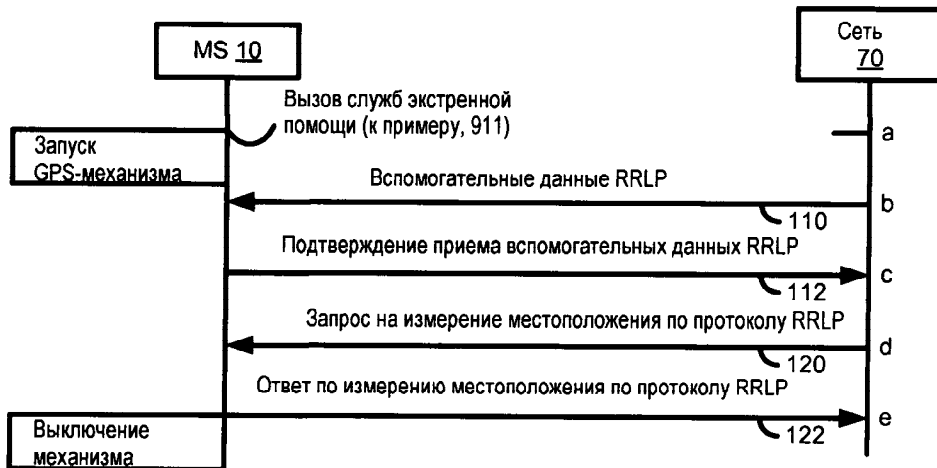 MS 10
Сеть
70
Вызов служб экстренной
помощи (к примеру, 911)
a
Запуск
GPS-механизма
Вспомогательные данные RRLP
b
110
Подтверждение приема вспомогательных данных RRLP
c
112
Запрос на измерение местоположения по протоколу RRLP
d
120
Ответ по измерению местоположения по протоколу RRLP
e
122
Выключение
механизма